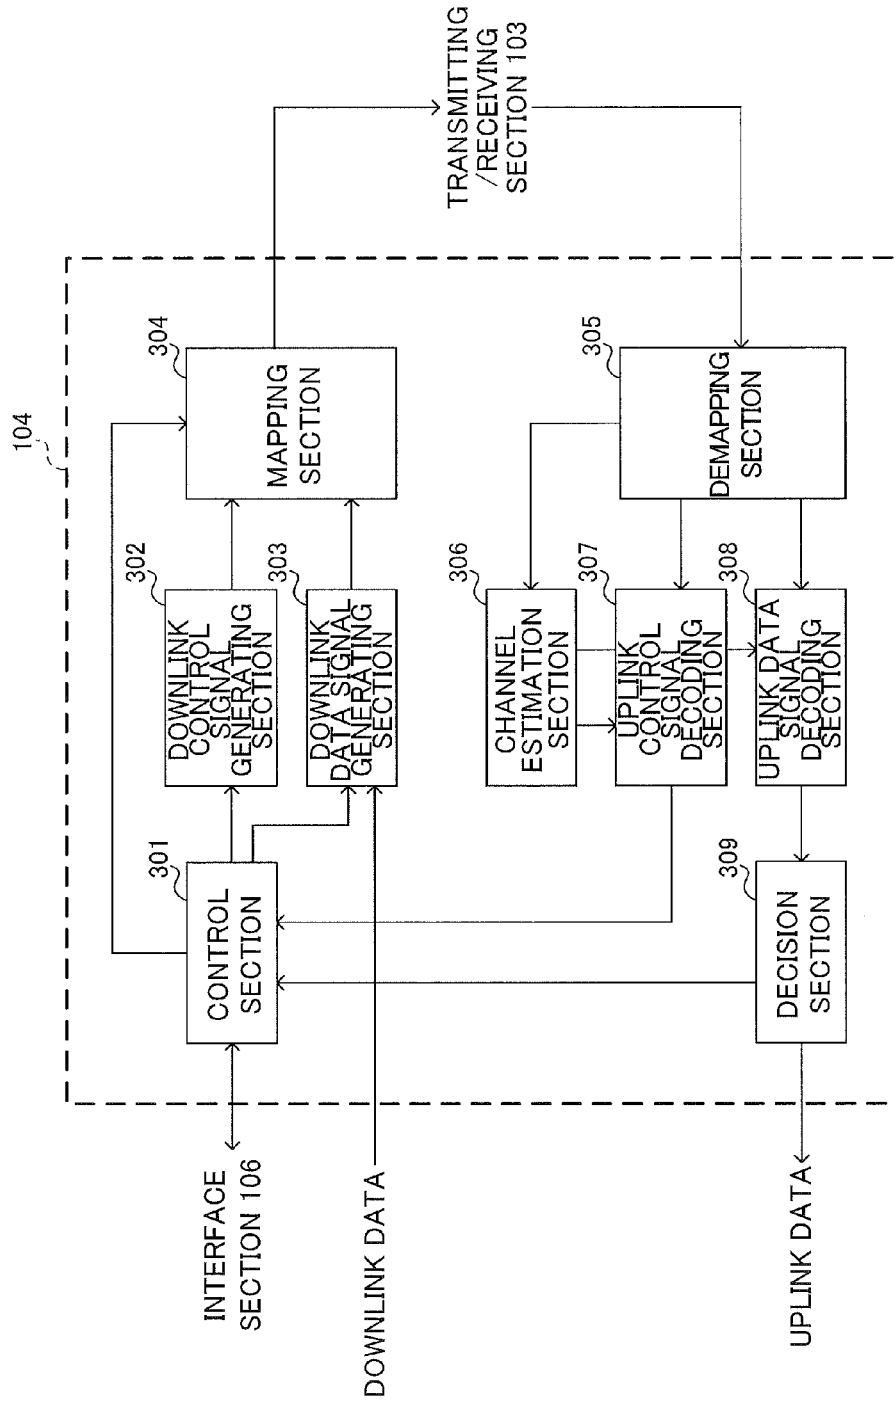 104
INTERFACE
SECTION 106
301
CONTROL
SECTION
302
DOWNLINK
CONTROL
SIGNAL
GENERATING
SECTION
304
MAPPING
SECTION
TRANSMITTING
/RECEIVING
SECTION 103
DOWNLINK DATA
303
DOWNLINK
DATA SIGNAL
GENERATING
SECTION
306
CHANNEL
ESTIMATION
SECTION
305
DEMAPPING
SECTION
307
UPLINK
CONTROL
SIGNAL
DECODING
SECTION
309
DECISION
SECTION
308
UPLINK DATA
SIGNAL
DECODING
SECTION
UPLINK DATA